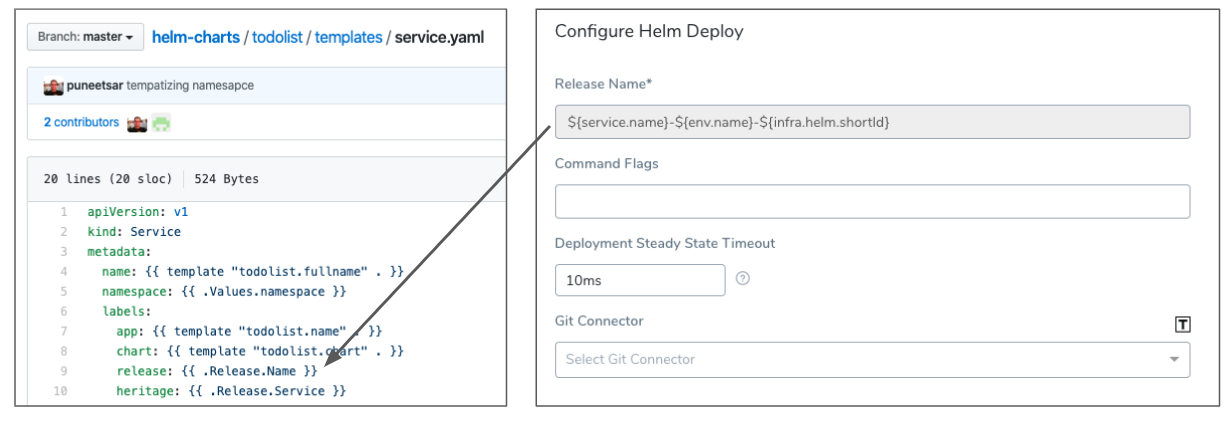 Branch: master helm-charts / todolist / templates / service.yaml
puneetsar tempatizing namesapce
2 contributors
20 lines (20 sloc) 524 Bytes
1 apiVersion: v1
2 kind: Service
3 metadata:
4 name: {{ template "todolist.fullname" . }}
5 namespace: {{ .Values.namespace }}
6 labels:
7 app: {{ template "todolist.name" . }}
8 chart: {{ template "todolist.chart" . }}
9 release: {{ .Release.Name }}
10 heritage: {{ .Release.Service }}
Configure Helm Deploy
Release Name*
${service.name}-${env.name}-${infra.helm.shortId}
Command Flags
Deployment Steady State Timeout
10ms ?
Git Connector
T
Select Git Connector